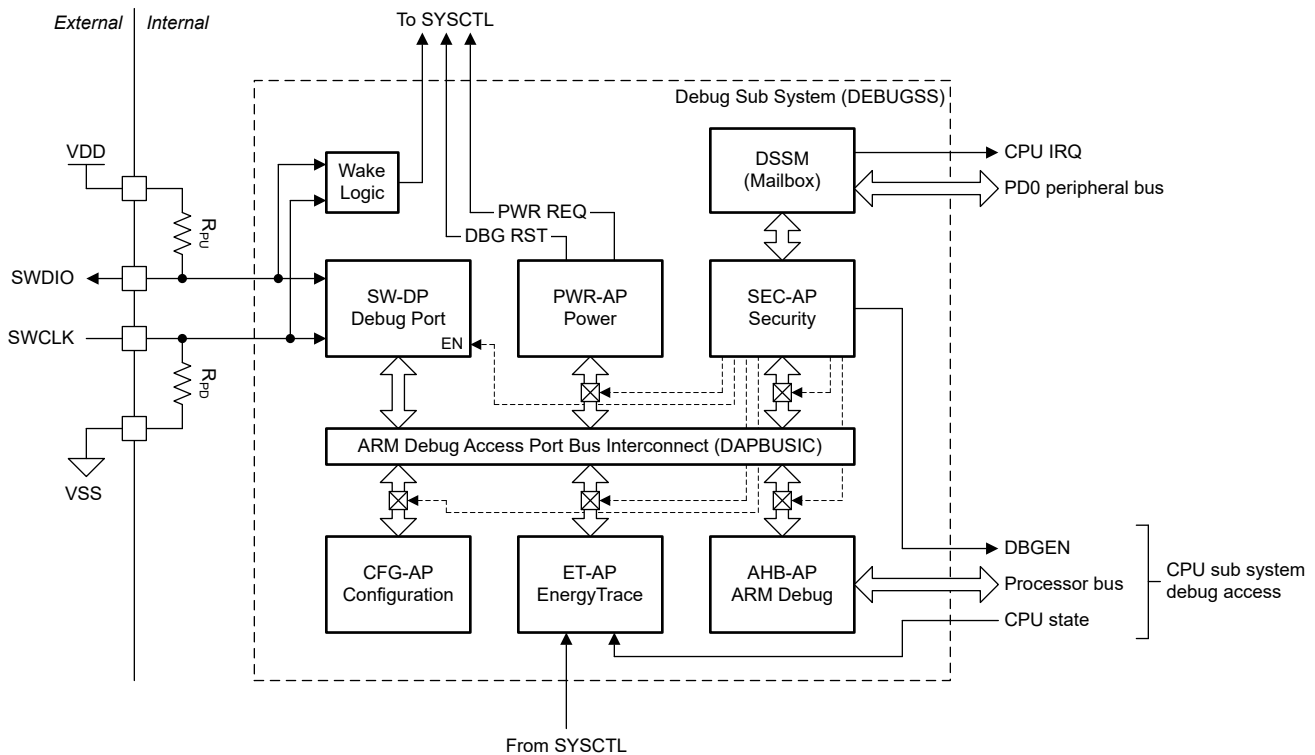 External
Internal
To SYSCTL
Debug Sub System (DEBUGSS)
VDD
Wake
Logic
DSSM
(Mailbox)
CPU IRQ
PD0 peripheral bus
RPU
PWR REQ
DBG RST
SWDIO
SW-DP
Debug Port
EN
PWR-AP
Power
SEC-AP
Security
SWCLK
RPD
ARM Debug Access Port Bus Interconnect (DAPBUSIC)
VSS
CFG-AP
Configuration
ET-AP
EnergyTrace
AHB-AP
ARM Debug
DBGEN
Processor bus
CPU state
CPU sub system
debug access
From SYSCTL